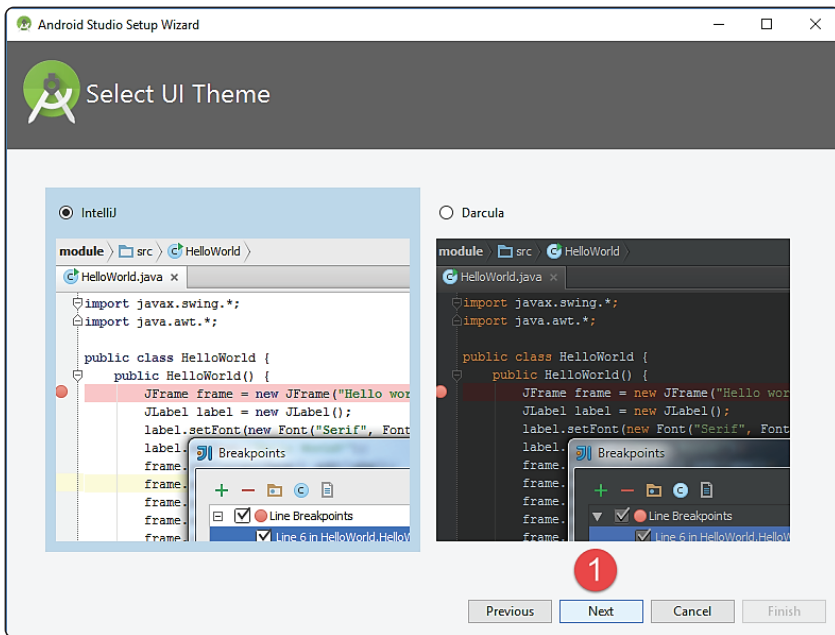 Android Studio Setup Wizard
Select UI Theme
IntelliJ
module src HelloWorld
HelloWorld.java
import javax.swing.*;
import java.awt.*;
public class HelloWorld {
public HelloWorld() {
JFrame frame = new JFrame("Hello wor
JLabel label = new JLabel();
label.setFont(new Font("Serif", Font
label.
frame.
frame.
frame.
frame.
frame.
Breakpoints
Line Breakpoints
Line 6 in HelloWorld.HelloW
Darcula
module src HelloWorld
HelloWorld.java
import javax.swing.*;
import java.awt.*;
public class HelloWorld {
public HelloWorld() {
JFrame frame = new JFrame("Hello wor
JLabel label = new JLabel();
label.setFont(new Font("Serif", Font
label.
frame.
frame.
frame.
frame.
frame.
Breakpoints
Line Breakpoints
Line 6 in HelloWorld.HelloW
1
Previous Next Cancel Finish